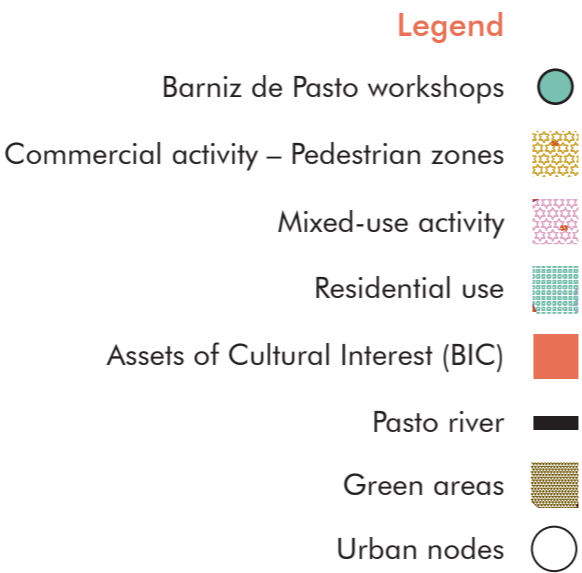 Legend
Barniz de Pasto workshops
Commercial activity – Pedestrian zones
Mixed-use activity
Residential use
Assets of Cultural Interest (BIC)
Pasto river
Green areas
Urban nodes